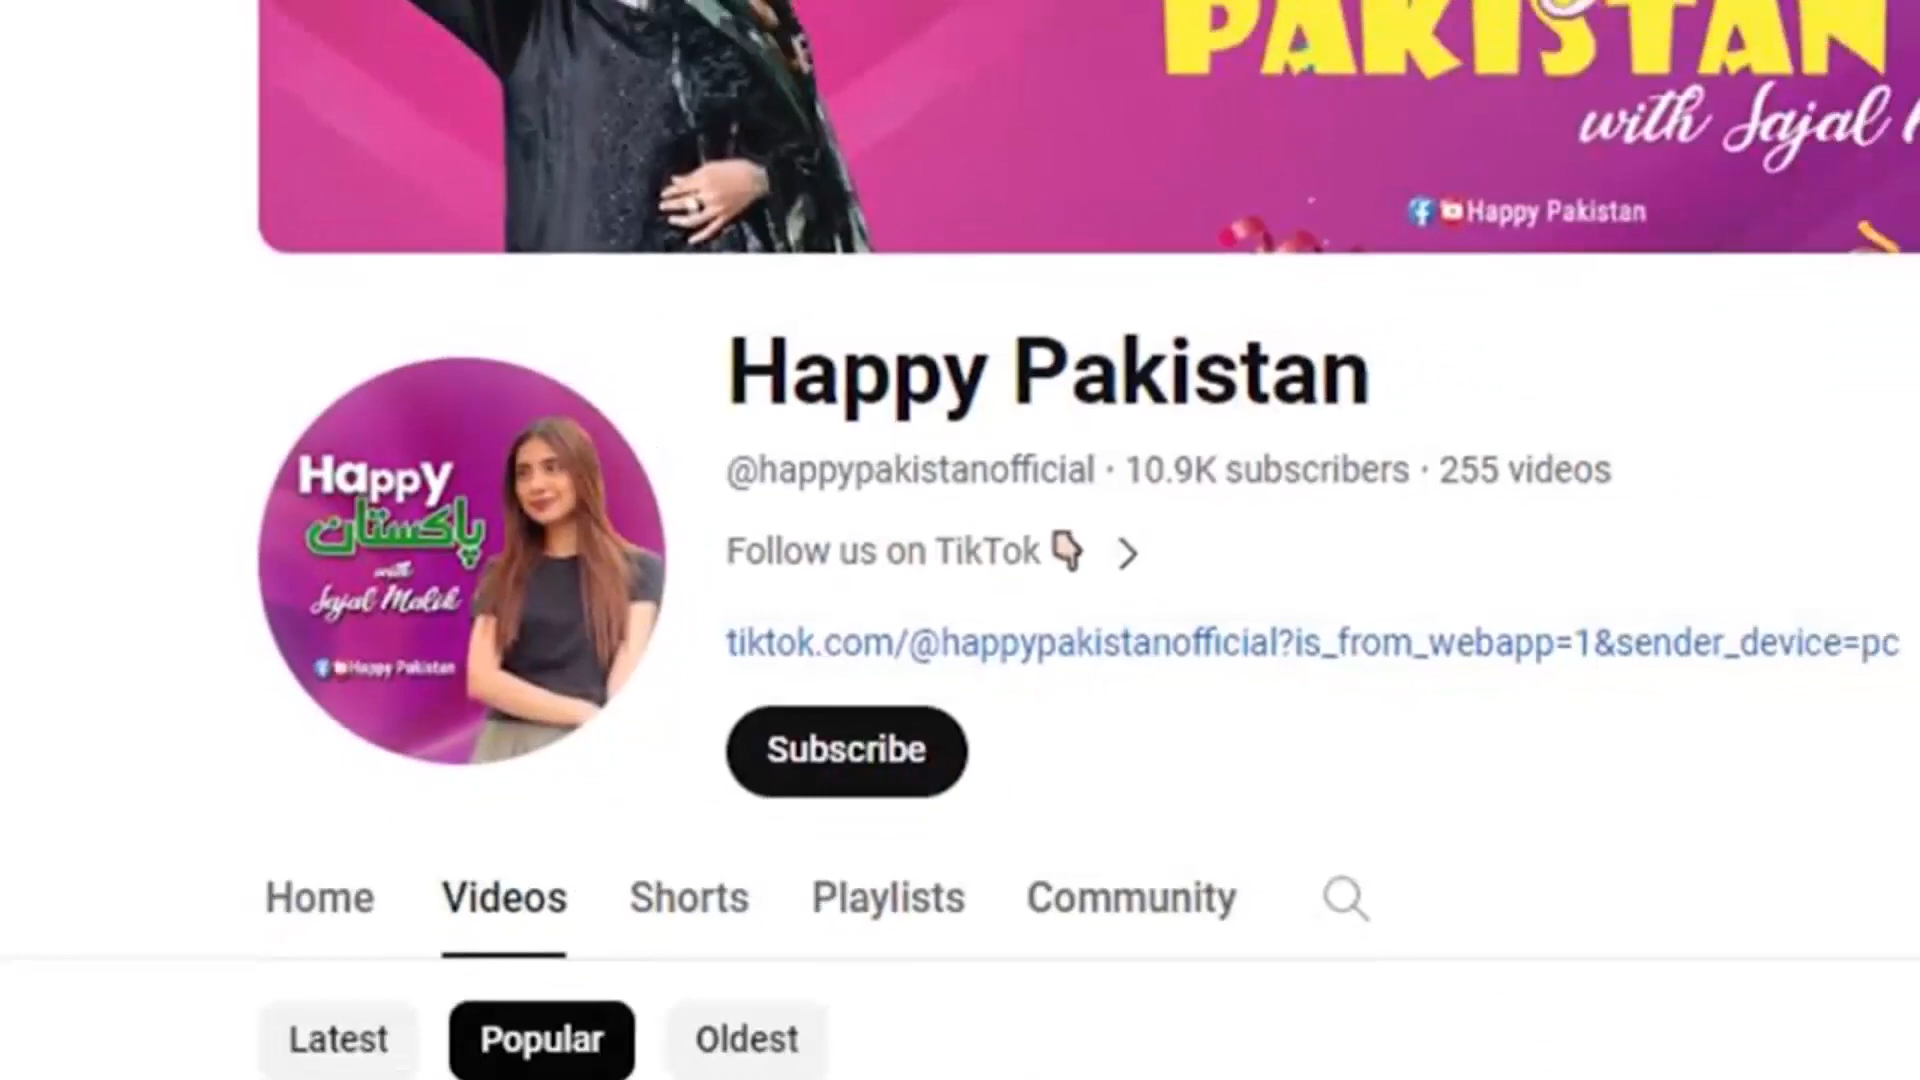 PAKISTAN
with Sajal
Happy Pakistan
Happy
پاکستان
with
Sajal Malik
Happy Pakistan
Happy Pakistan
@happypakistanofficial · 10.9K subscribers · 255 videos
Follow us on TikTok 👇🏻 >
tiktok.com/@happypakistanofficial?is_from_webapp=1&sender_device=pc
Subscribe
Home Videos Shorts Playlists Community
Latest Popular Oldest